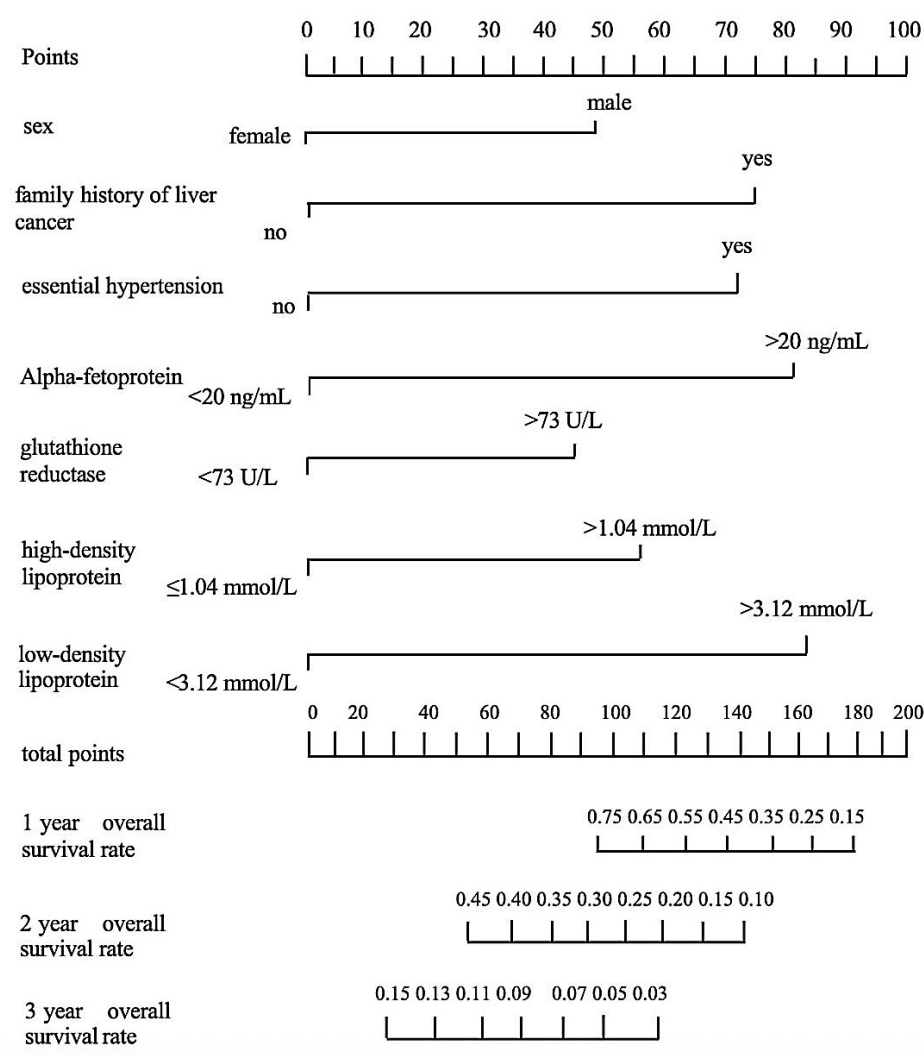 0 10 20 30 40 50 60 70 80 90 100
Points
male
sex
female
yes
family history of liver
cancer
no
yes
essential hypertension
no
>20 ng/mL
Alpha-fetoprotein
<20 ng/mL
>73 U/L
glutathione
reductase
<73 U/L
>1.04 mmol/L
high-density
lipoprotein
≤1.04 mmol/L
>3.12 mmol/L
low-density
lipoprotein
<3.12 mmol/L
0 20 40 60 80 100 120 140 160 180 200
total points
0.75 0.65 0.55 0.45 0.35 0.25 0.15
1 year overall
survival rate
0.45 0.40 0.35 0.30 0.25 0.20 0.15 0.10
2 year overall
survival rate
0.15 0.13 0.11 0.09 0.07 0.05 0.03
3 year overall
survival rate